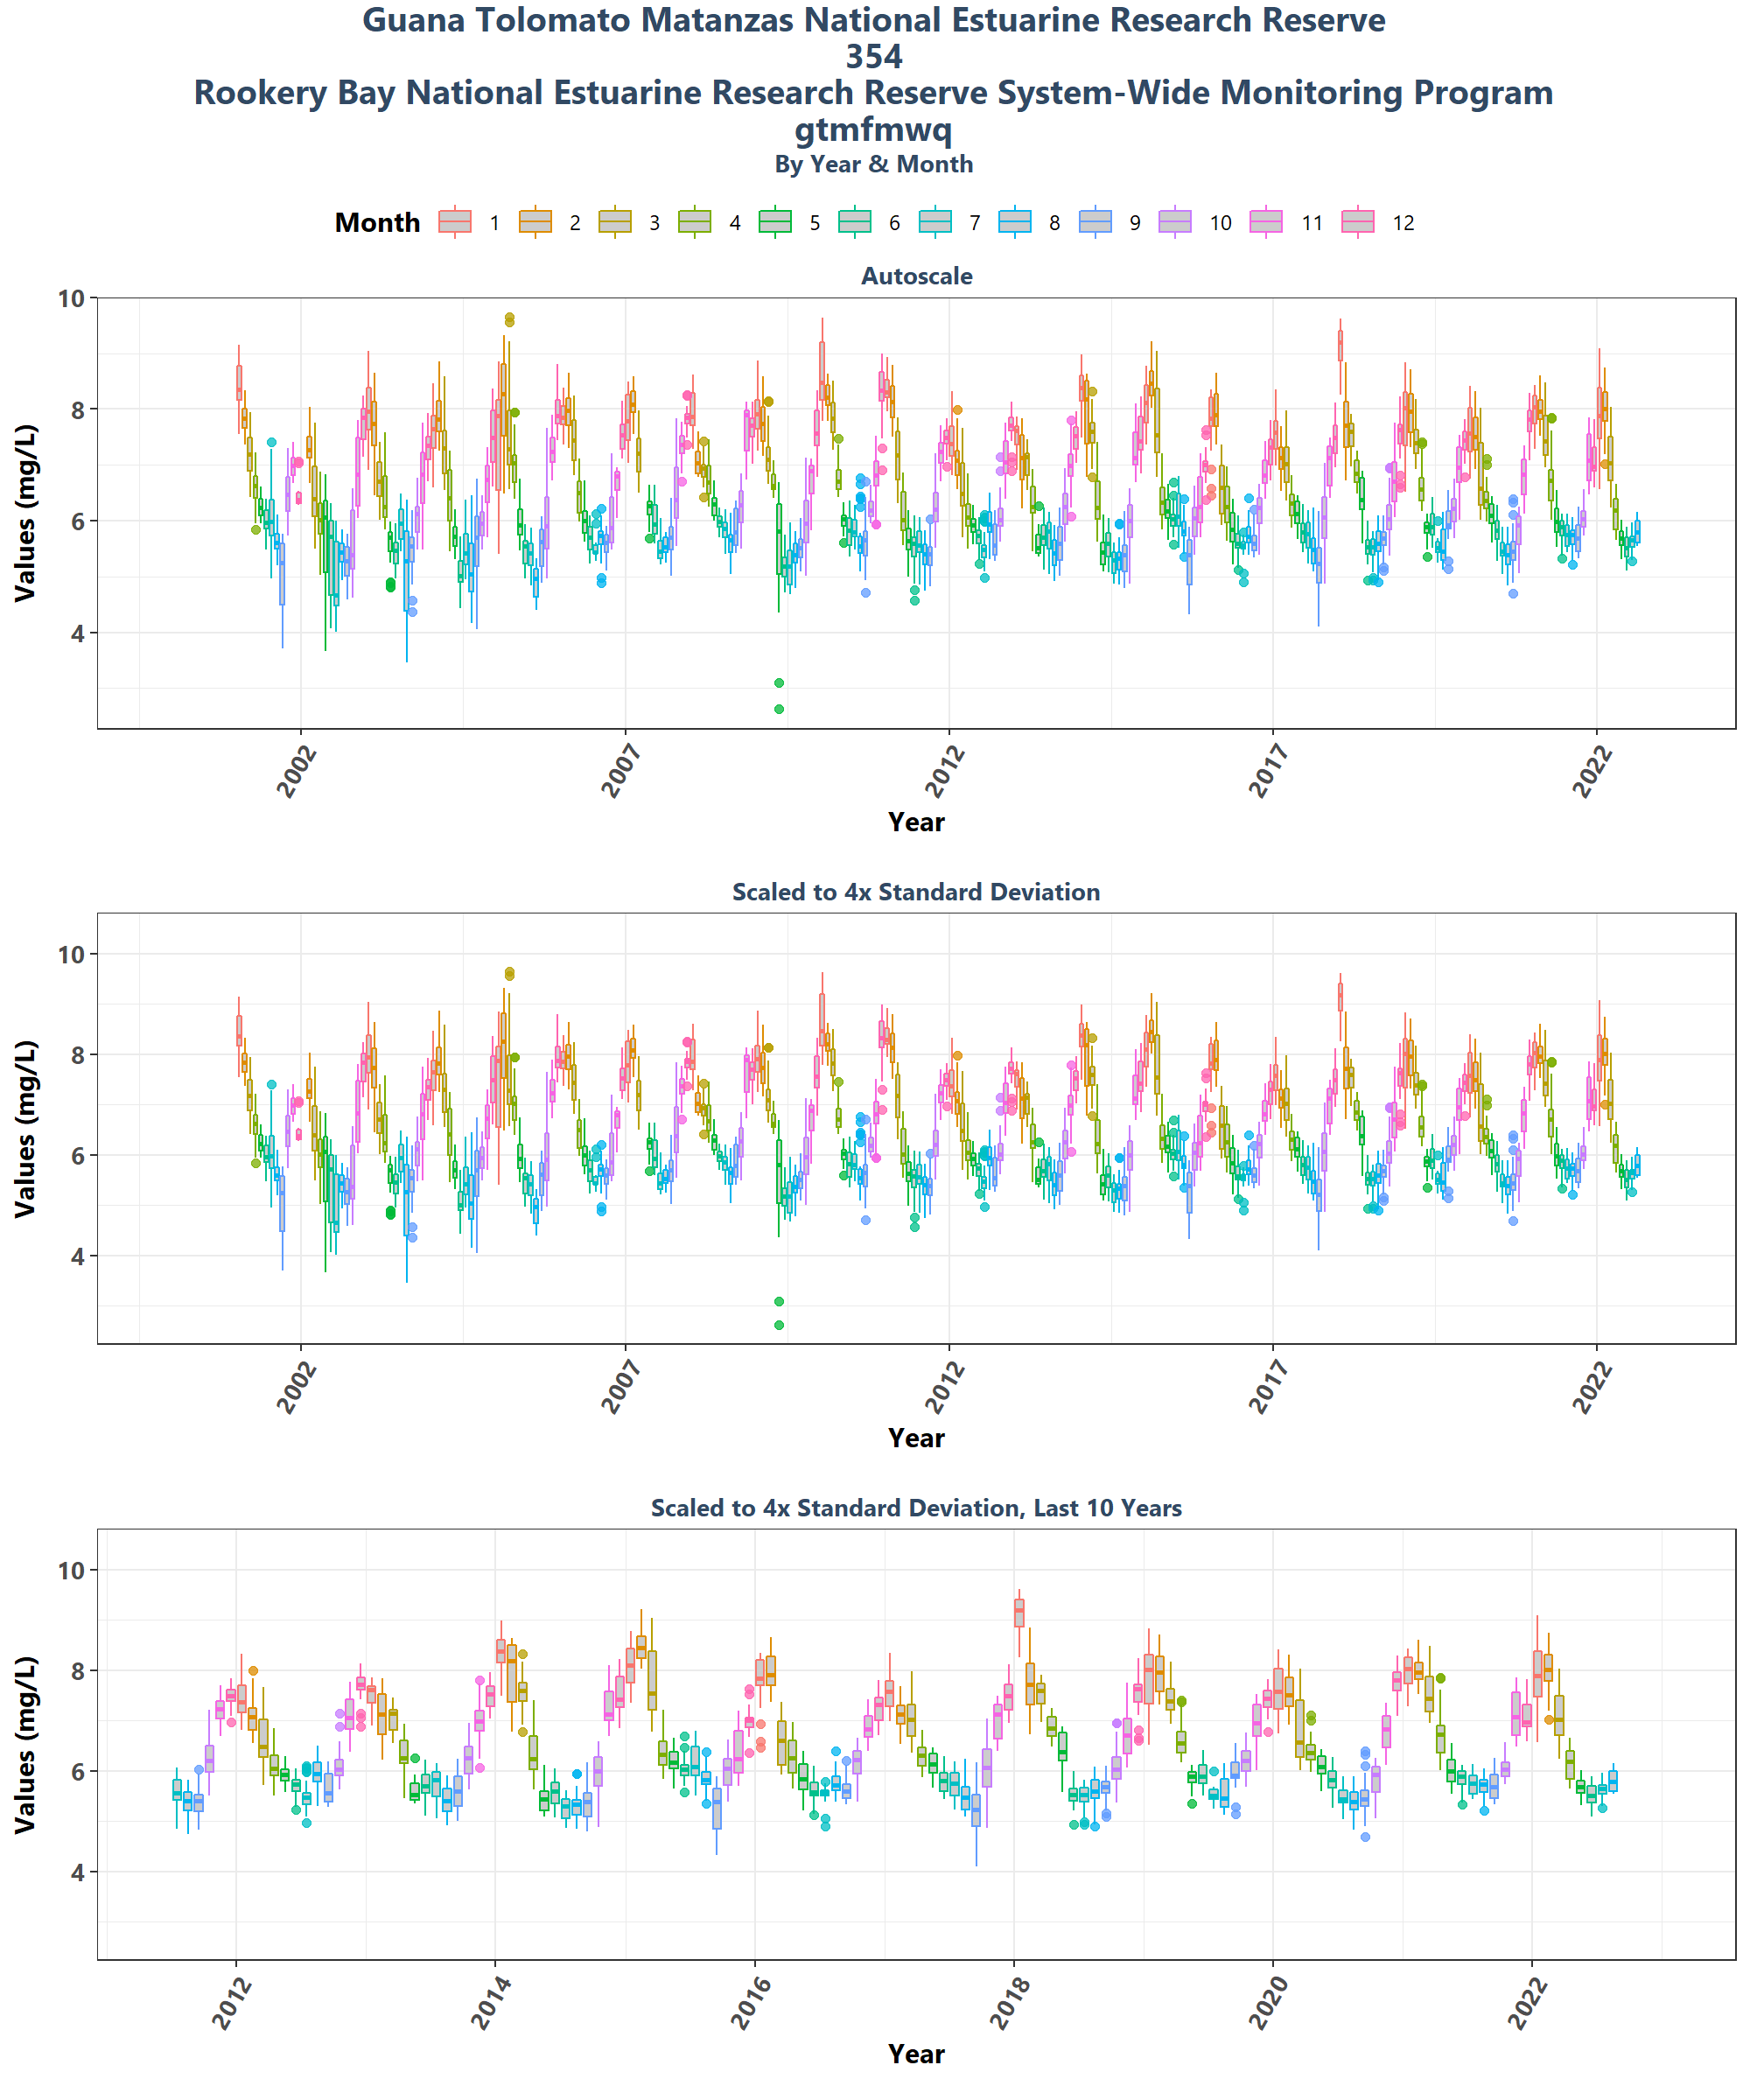 Guana Tolomato Matanzas National Estuarine Research Reserve
354
Rookery Bay National Estuarine Research Reserve System-Wide Monitoring Program
gtmfmwq
By Year & Month
Month 1 2 3 4 5 6 7 8 9 10 11 12
Autoscale
Values (mg/L)
10
8
6
4
2002 2007 2012 2017 2022
Year
Scaled to 4x Standard Deviation
Values (mg/L)
10
8
6
4
2002 2007 2012 2017 2022
Year
Scaled to 4x Standard Deviation, Last 10 Years
Values (mg/L)
10
8
6
4
2012 2014 2016 2018 2020 2022
Year